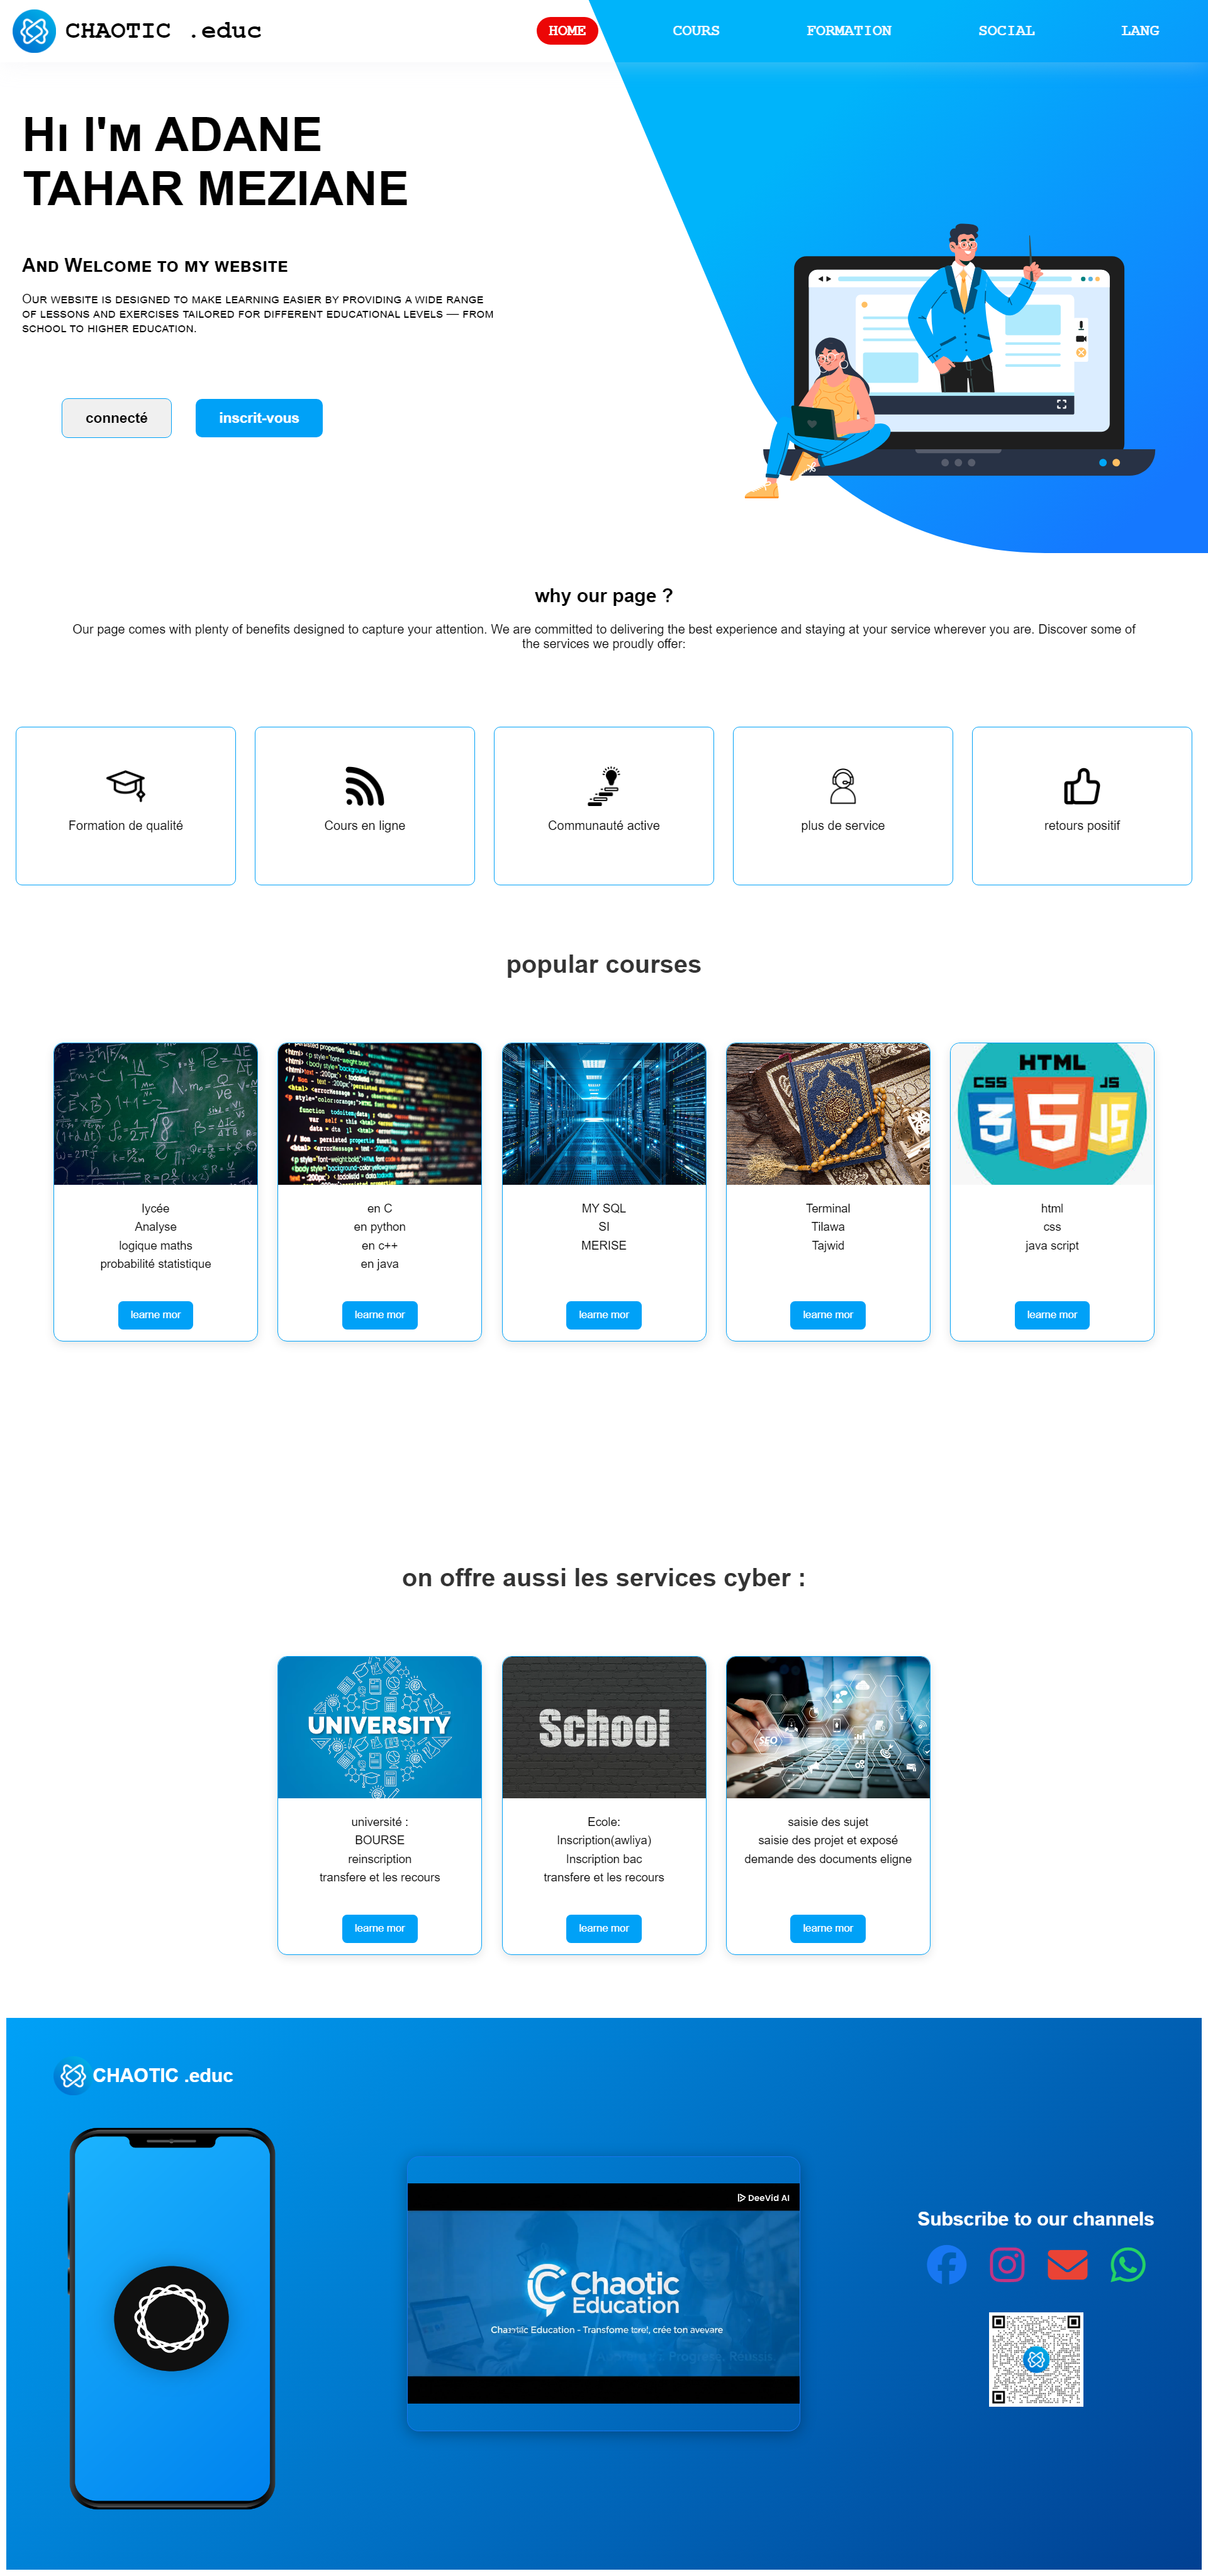 CHAOTIC .educ
HOME
COURS
FORMATION
SOCIAL
LANG
Hi I'm ADANE
TAHAR MEZIANE
And Welcome to my website
Our website is designed to make learning easier by providing a wide range
of lessons and exercises tailored for different educational levels — from
school to higher education.
connecté
inscrit-vous
why our page ?
Our page comes with plenty of benefits designed to capture your attention. We are committed to delivering the best experience and staying at your service wherever you are. Discover some of
the services we proudly offer:
Formation de qualité
Cours en ligne
Communauté active
plus de service
retours positif
popular courses
HTML
CSS
JS
3
5
JS
lycée
Analyse
logique maths
probabilité statistique
learne mor
en C
en python
en c++
en java
learne mor
MY SQL
SI
MERISE
learne mor
Terminal
Tilawa
Tajwid
learne mor
html
css
java script
learne mor
on offre aussi les services cyber :
UNIVERSITY
université :
BOURSE
reinscription
transfere et les recours
learne mor
School
Ecole:
Inscription(awliya)
Inscription bac
transfere et les recours
learne mor
SEO
saisie des sujet
saisie des projet et exposé
demande des documents eligne
learne mor
CHAOTIC .educ
DeeVid AI
Chaotic
Education
Education - Transfome toreļ, crée ton avevare
Subscribe to our channels